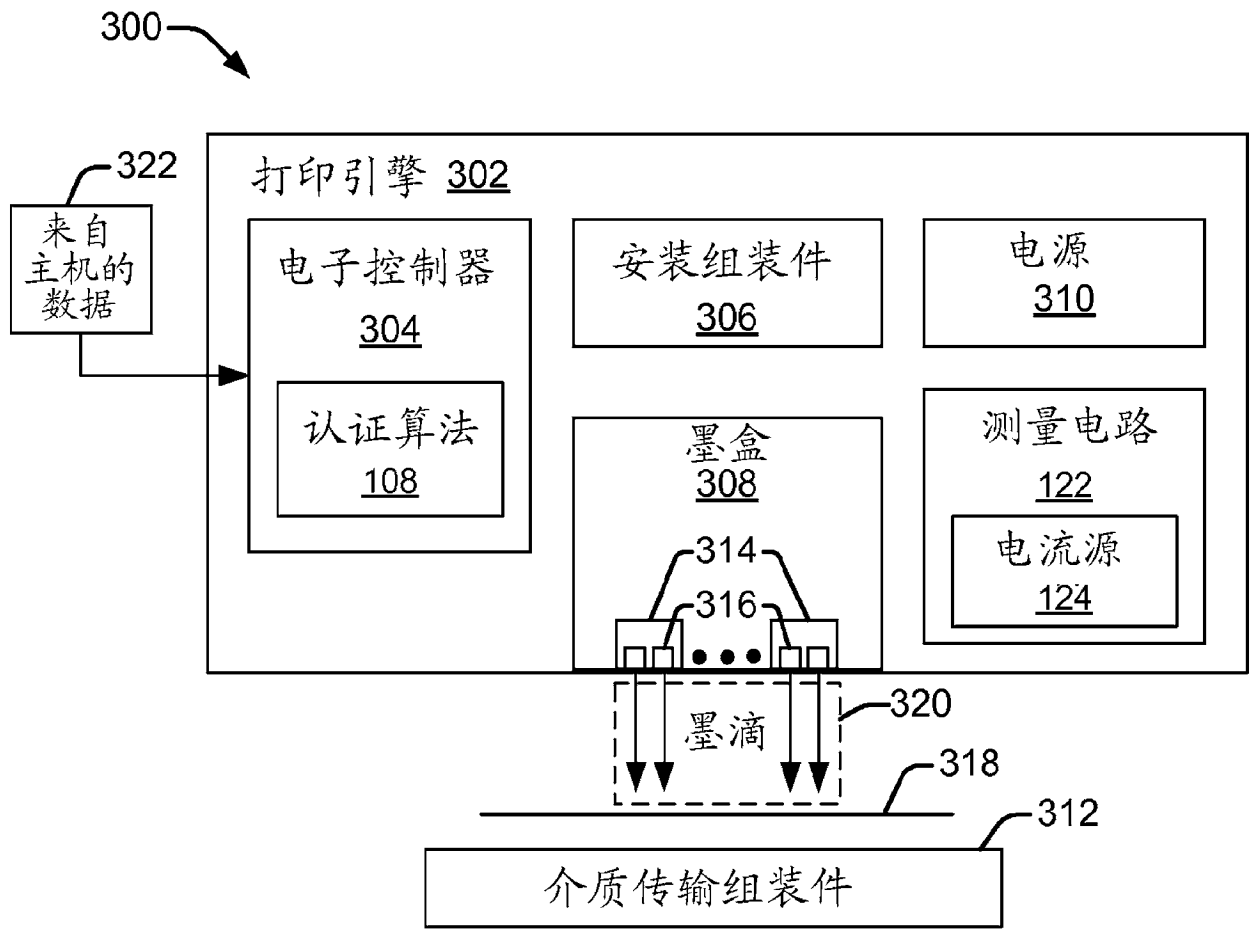 300
322
来自
主机的
数据
打印引擎 302
电子控制器
304
认证算法
108
安装组装件
306
电源
310
墨盒
308
314
316
测量电路
122
电流源
124
墨滴
320
318
312
介质传输组装件